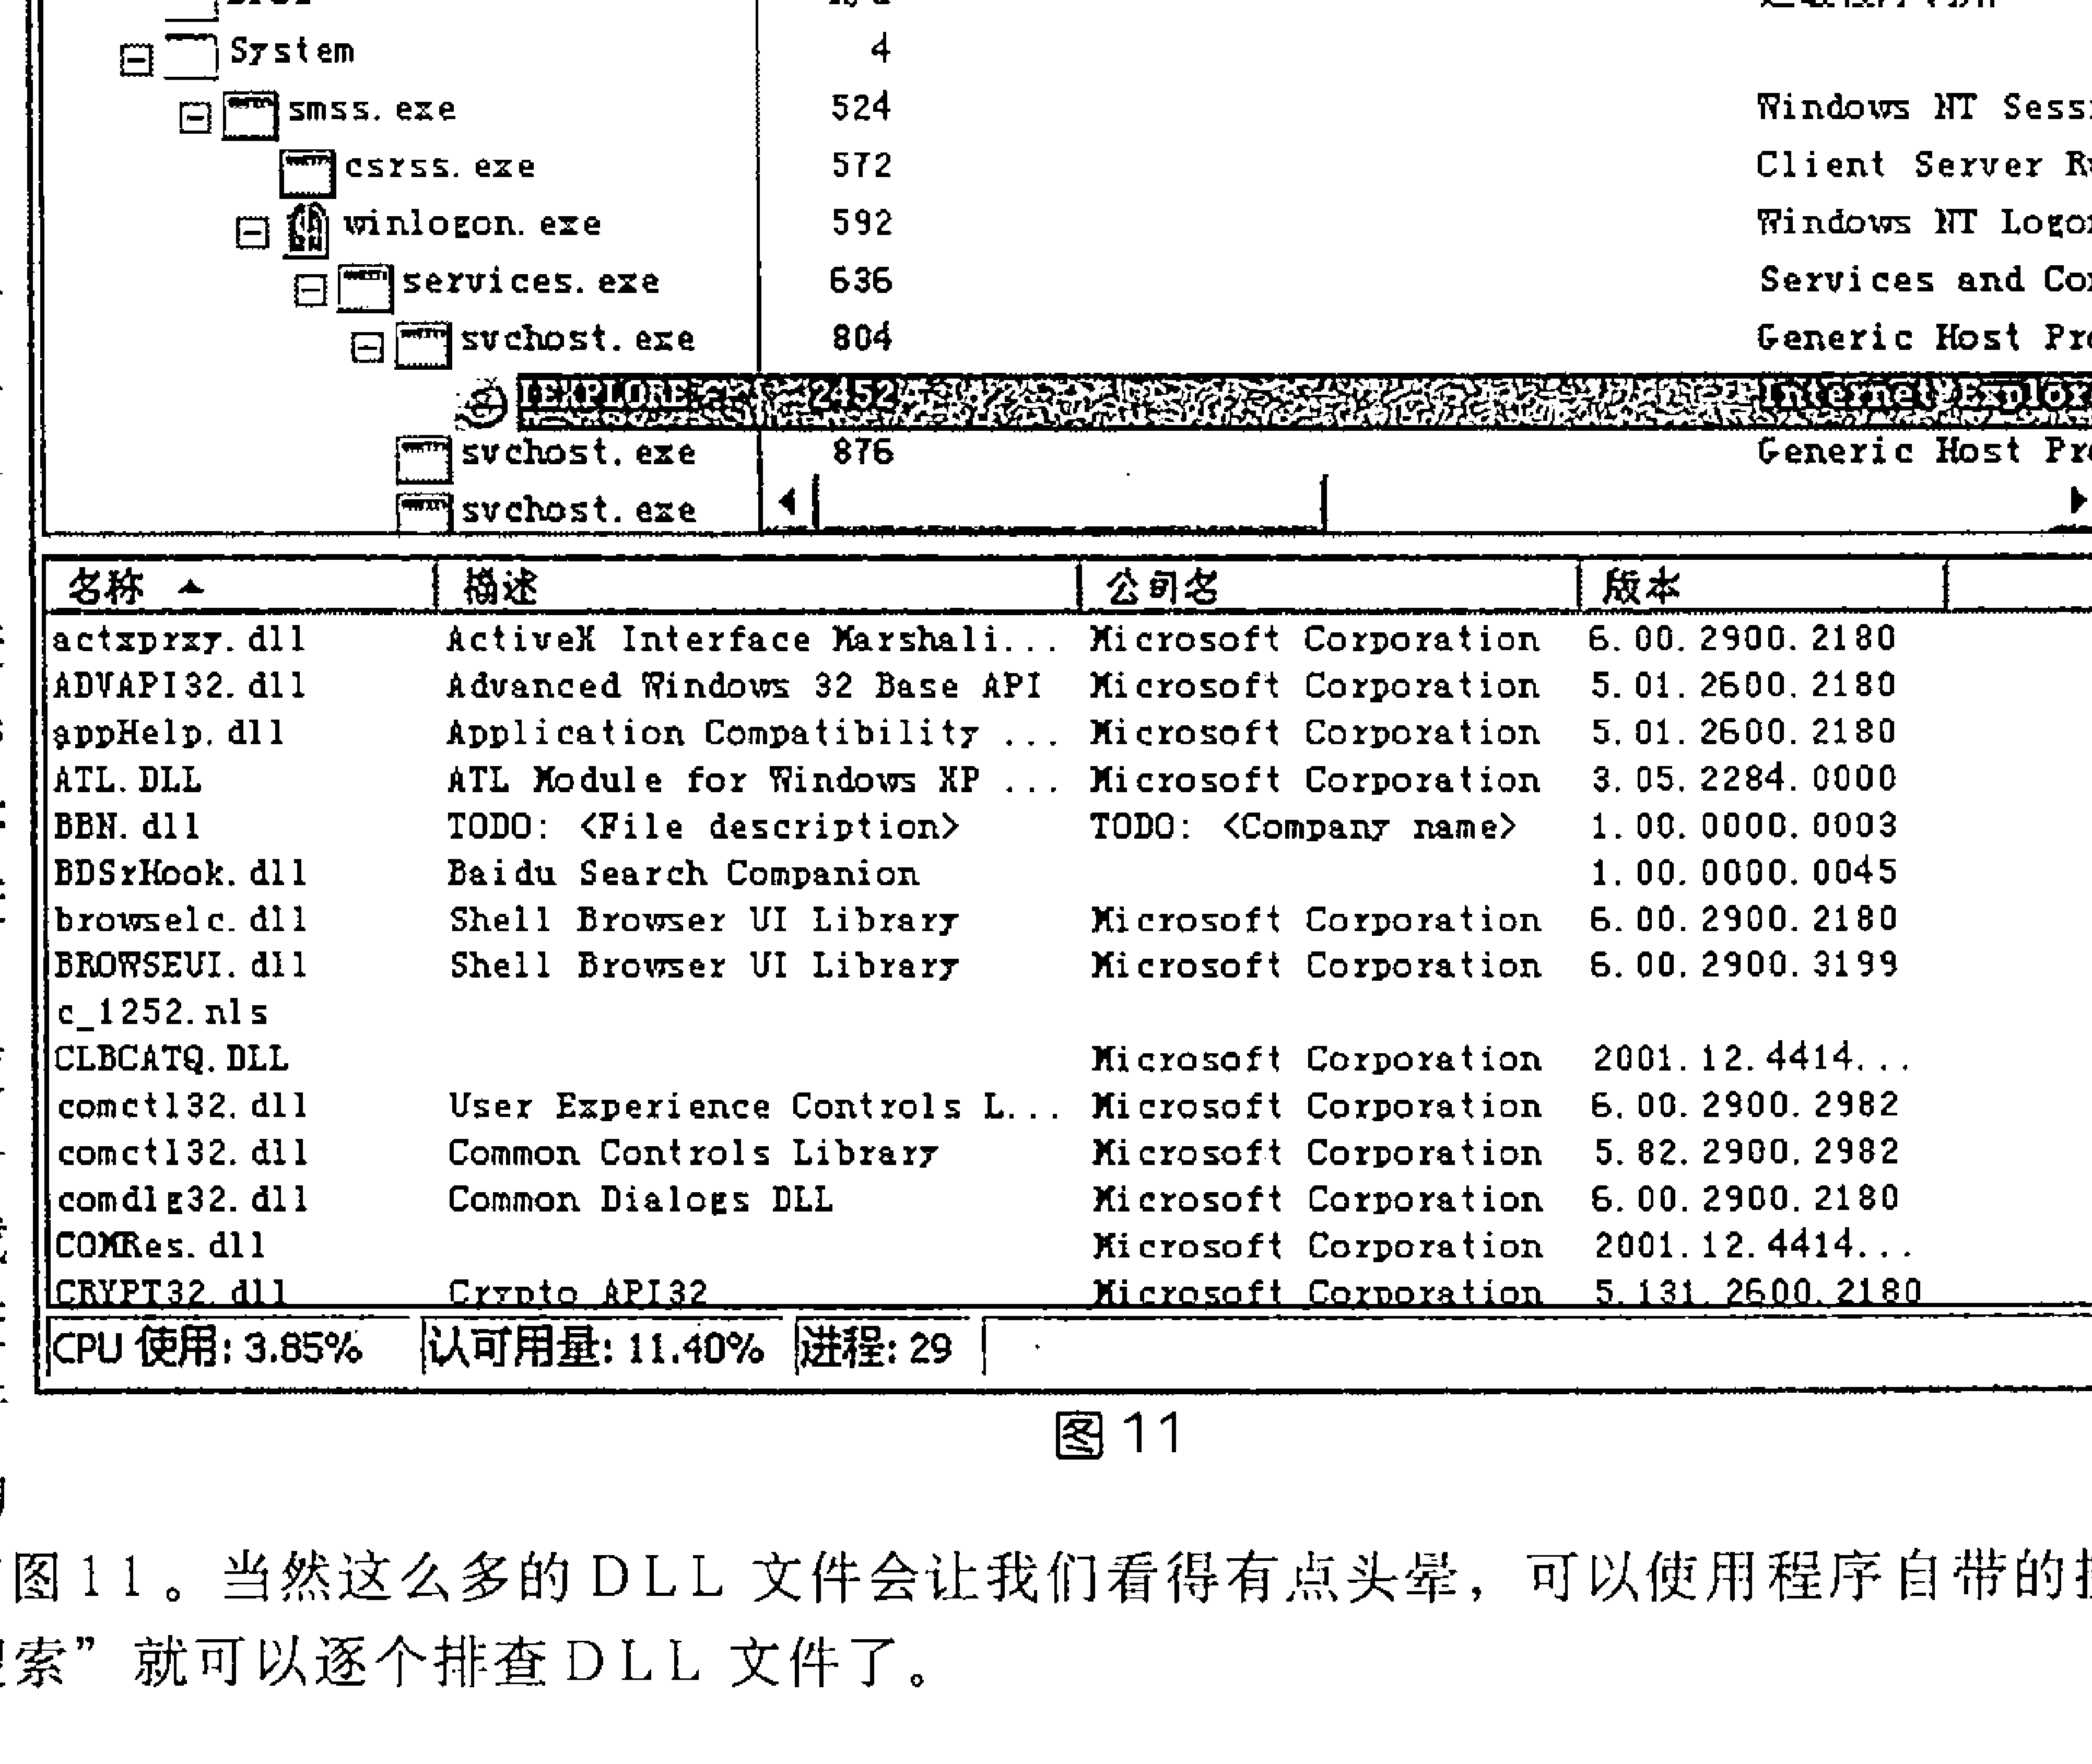 System 4
smss.exe 524 Windows NT Sess
csrss.exe 572 Client Server R
winlogon.exe 592 Windows NT Logo
services.exe 636 Services and Co
svchost.exe 804 Generic Host Pr
IEXPLORE 2452 Internet Explor
svchost.exe 876 Generic Host Pr
svchost.exe
名称 描述 公司名 版本
actxprxy.dll ActiveX Interface Marshali... Microsoft Corporation 6.00.2900.2180
ADVAPI32.dll Advanced Windows 32 Base API Microsoft Corporation 5.01.2600.2180
appHelp.dll Application Compatibility ... Microsoft Corporation 5.01.2600.2180
ATL.DLL ATL Module for Windows XP ... Microsoft Corporation 3.05.2284.0000
BBN.dll TODO: <File description> TODO: <Company name> 1.00.0000.0003
BDSrHook.dll Baidu Search Companion 1.00.0000.0045
browselc.dll Shell Browser UI Library Microsoft Corporation 6.00.2900.2180
BROWSEUI.dll Shell Browser UI Library Microsoft Corporation 6.00.2900.3199
c_1252.nls
CLBCATQ.DLL Microsoft Corporation 2001.12.4414...
comctl32.dll User Experience Controls L... Microsoft Corporation 6.00.2900.2982
comctl32.dll Common Controls Library Microsoft Corporation 5.82.2900.2982
comdlg32.dll Common Dialogs DLL Microsoft Corporation 6.00.2900.2180
COMRes.dll Microsoft Corporation 2001.12.4414...
CRYPT32.dll Crypto API32 Microsoft Corporation 5.131.2600.2180
CPU 使用: 3.85% 认可用量: 11.40% 进程: 29
图 11
图11。当然这么多的DLL 文件会让我们看得有点头晕，可以使用程序自带的
索”就可以逐个排查DLL 文件了。